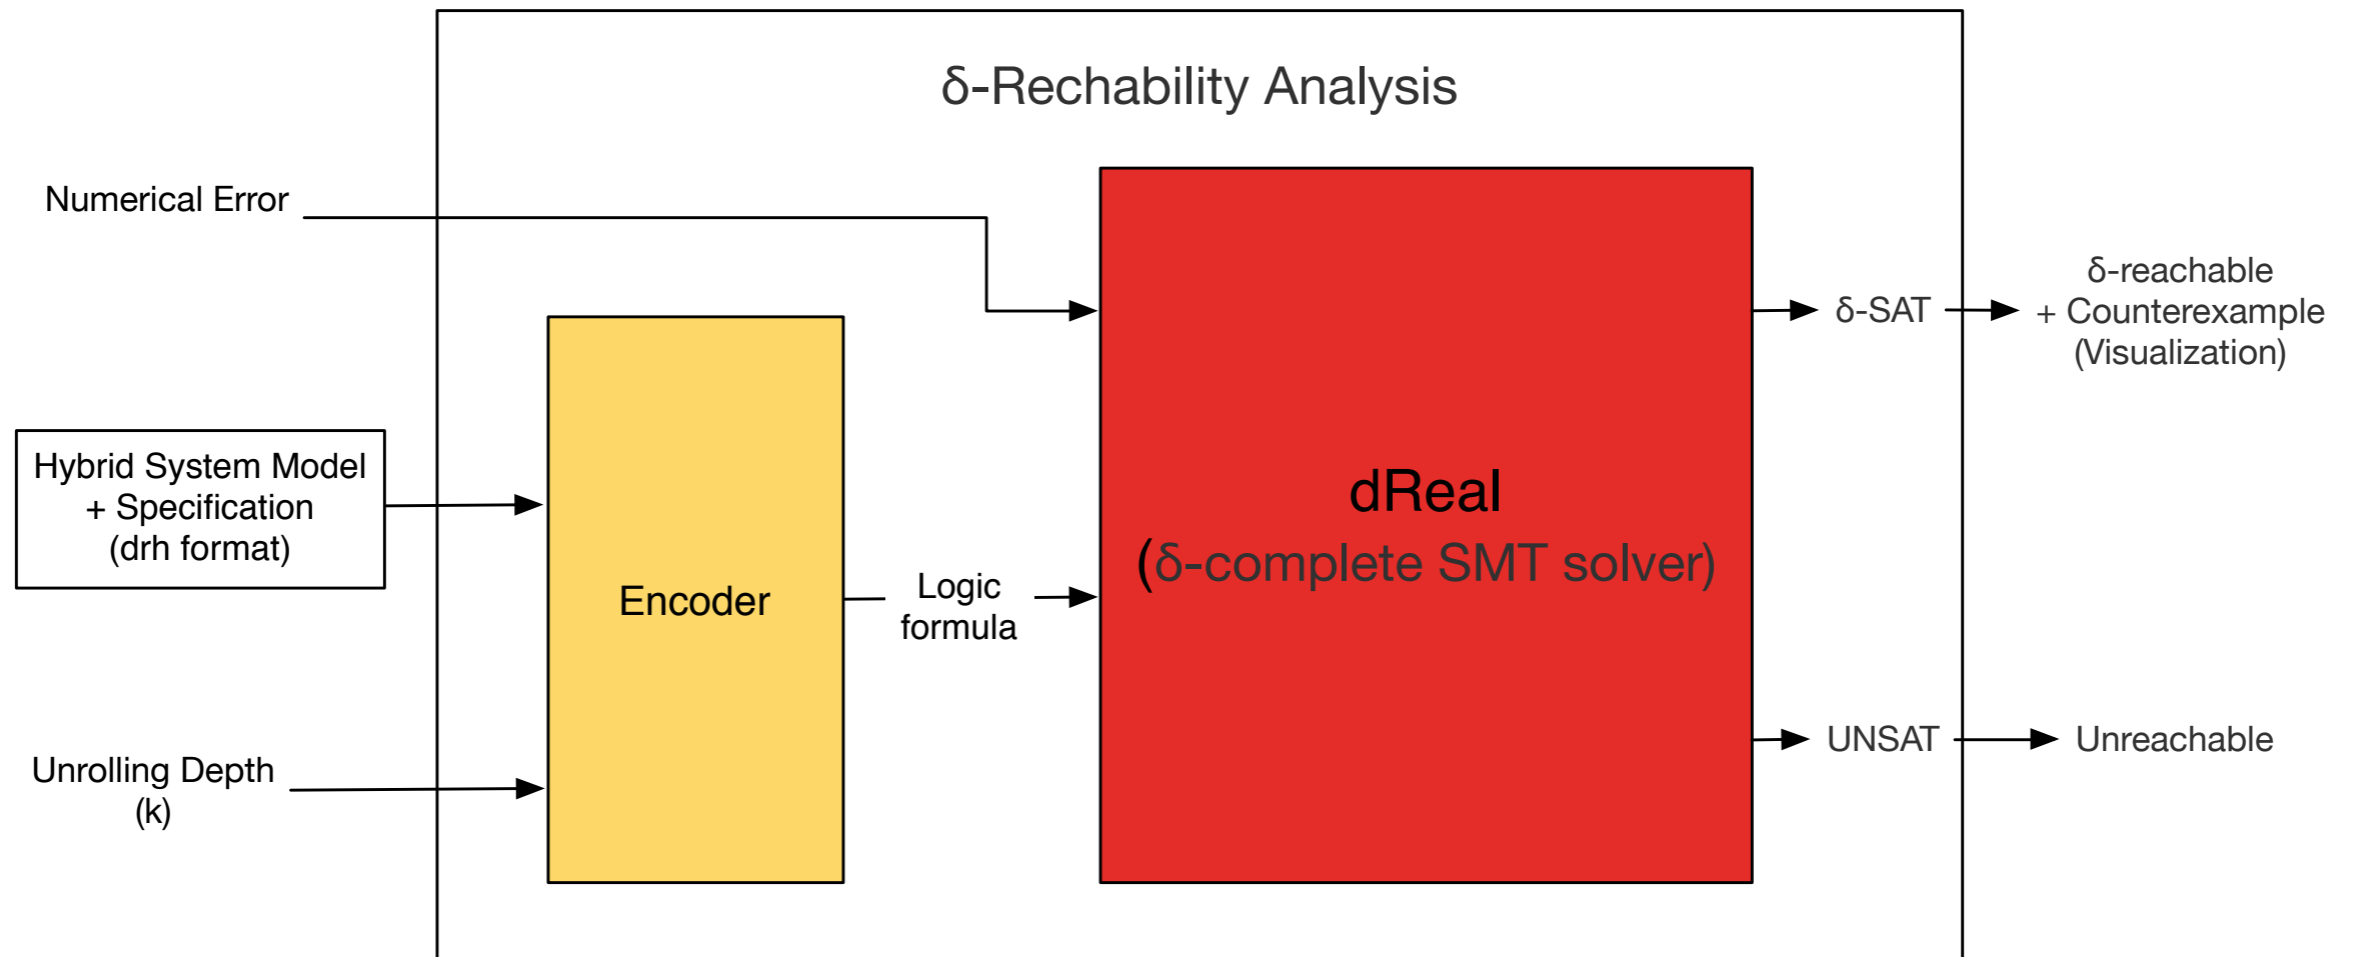 δ-Rechability Analysis
Numerical Error
Hybrid System Model
+ Specification
(drh format)
Unrolling Depth
(k)
Encoder
Logic
formula
dReal
(δ-complete SMT solver)
δ-SAT
δ-reachable
+ Counterexample
(Visualization)
UNSAT
Unreachable